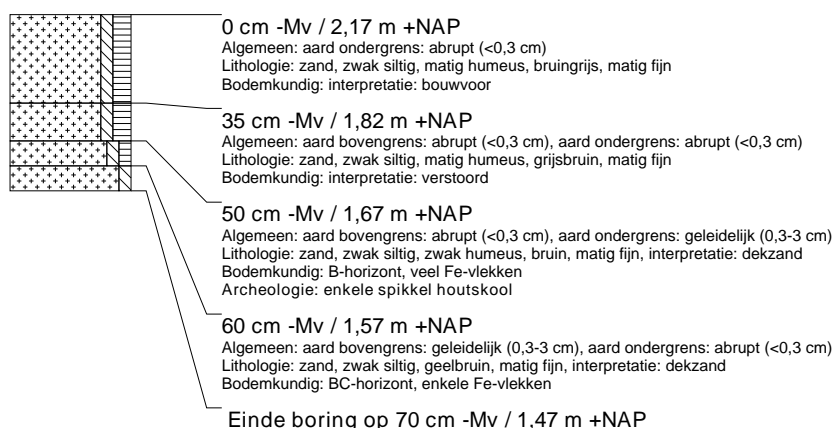 0 cm -Mv / 2,17 m +NAP
Algemeen: aard ondergrens: abrupt (<0,3 cm)
Lithologie: zand, zwak siltig, matig humeus, bruingrijs, matig fijn
Bodemkundig: interpretatie: bouwvoor
35 cm -Mv / 1,82 m +NAP
Algemeen: aard bovengrens: abrupt (<0,3 cm), aard ondergrens: abrupt (<0,3 cm)
Lithologie: zand, zwak siltig, matig humeus, grijsbruin, matig fijn
Bodemkundig: interpretatie: verstoord
50 cm -Mv / 1,67 m +NAP
Algemeen: aard bovengrens: abrupt (<0,3 cm), aard ondergrens: geleidelijk (0,3-3 cm)
Lithologie: zand, zwak siltig, zwak humeus, bruin, matig fijn, interpretatie: dekzand
Bodemkundig: B-horizont, veel Fe-vlekken
Archeologie: enkele spikkel houtskool
60 cm -Mv / 1,57 m +NAP
Algemeen: aard bovengrens: geleidelijk (0,3-3 cm), aard ondergrens: abrupt (<0,3 cm)
Lithologie: zand, zwak siltig, geelbruin, matig fijn, interpretatie: dekzand
Bodemkundig: BC-horizont, enkele Fe-vlekken
Einde boring op 70 cm -Mv / 1,47 m +NAP